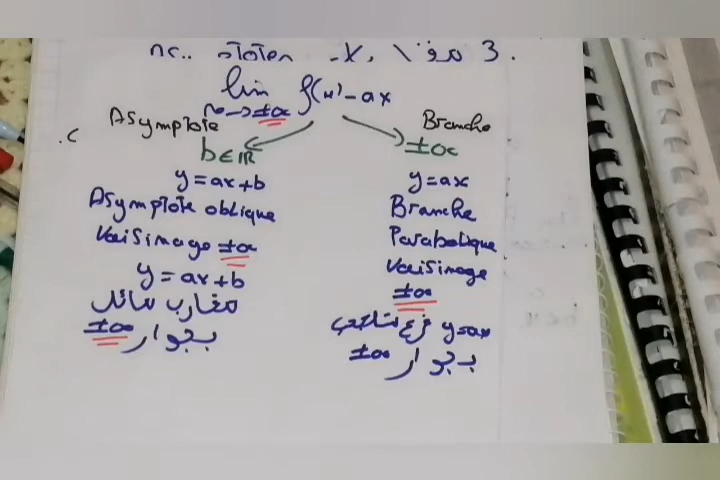 3.
lim f(x) - ax
x → ±∞
Asymptote
Branche
b ∈ ℝ
±∞
y = ax + b
Asymptote oblique
Voisinage ±∞
y = ax + b
مقارب مائل
بجوار ±∞
y = ax
Branche
Parabolique
Voisinage
±∞
y = ax فرع شلجمي
بجوار ±∞